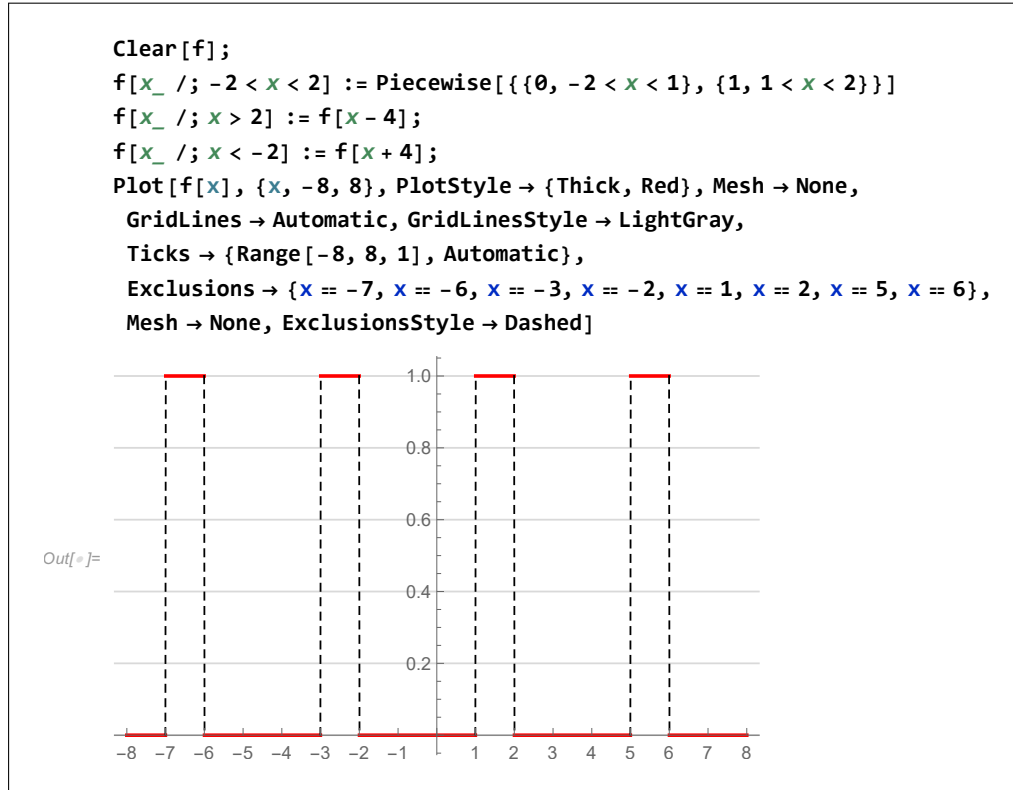 Clear[f];
f[x_ /; -2 < x < 2] := Piecewise[{{0, -2 < x < 1}, {1, 1 < x < 2}}]
f[x_ /; x > 2] := f[x - 4];
f[x_ /; x < -2] := f[x + 4];
Plot[f[x], {x, -8, 8}, PlotStyle → {Thick, Red}, Mesh → None,
GridLines → Automatic, GridLinesStyle → LightGray,
Ticks → {Range[-8, 8, 1], Automatic},
Exclusions → {x == -7, x == -6, x == -3, x == -2, x == 1, x == 2, x == 5, x == 6},
Mesh → None, ExclusionsStyle → Dashed]
1.0
0.8
0.6
Out[•]=
0.4
0.2
-8 -7 -6 -5 -4 -3 -2 -1 1 2 3 4 5 6 7 8